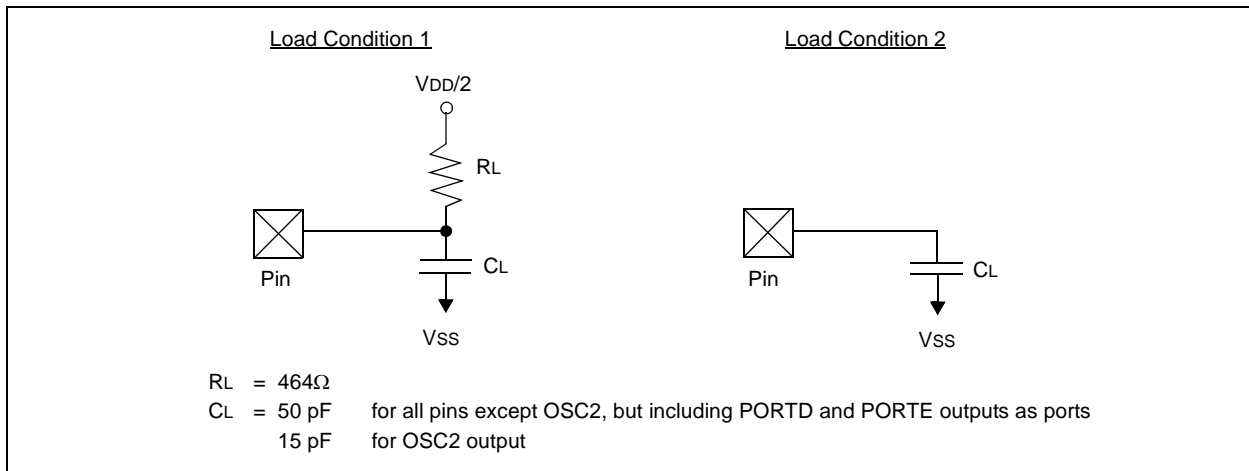 Load Condition 1
Load Condition 2
VDD/2
RL
Pin
CL
VSS
Pin
CL
VSS
RL = 464Ω
CL = 50 pF for all pins except OSC2, but including PORTD and PORTE outputs as ports
15 pF for OSC2 output